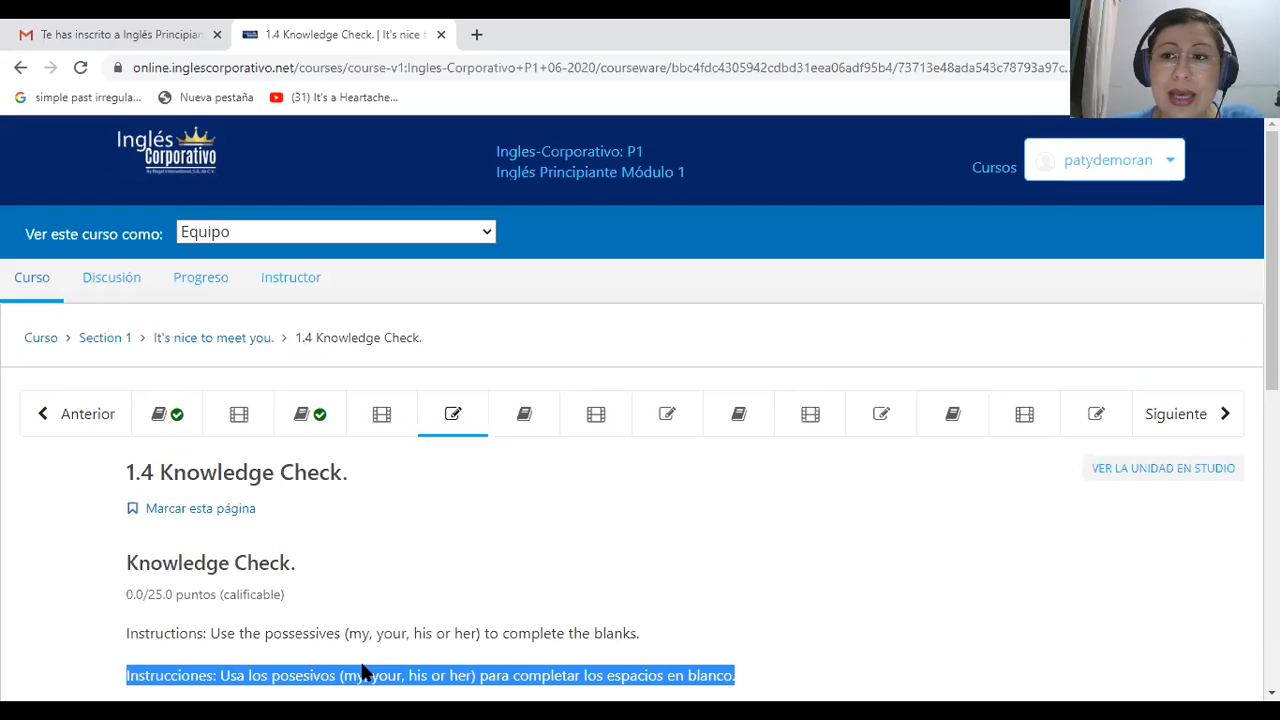 Te has inscrito a Inglés Principian
1.4 Knowledge Check. | It's nice t
online.inglescorporativo.net/courses/course-v1:Ingles-Corporativo+P1+06-2020/courseware/bbc4fdc4305942cdbd31eea06adf95b4/73713e48ada543c78793a97c...
simple past irregula...
Nueva pestaña
(31) It's a Heartache...
Inglés
Corporativo
Ingles-Corporativo: P1
Inglés Principiante Módulo 1
Cursos
patydemoran
Ver este curso como:
Equipo
Curso
Discusión
Progreso
Instructor
Curso > Section 1 > It's nice to meet you. > 1.4 Knowledge Check.
Anterior
Siguiente
1.4 Knowledge Check.
VER LA UNIDAD EN STUDIO
Marcar esta página
Knowledge Check.
0.0/25.0 puntos (calificable)
Instructions: Use the possessives (my, your, his or her) to complete the blanks.
Instrucciones: Usa los posesivos (my, your, his or her) para completar los espacios en blanco.